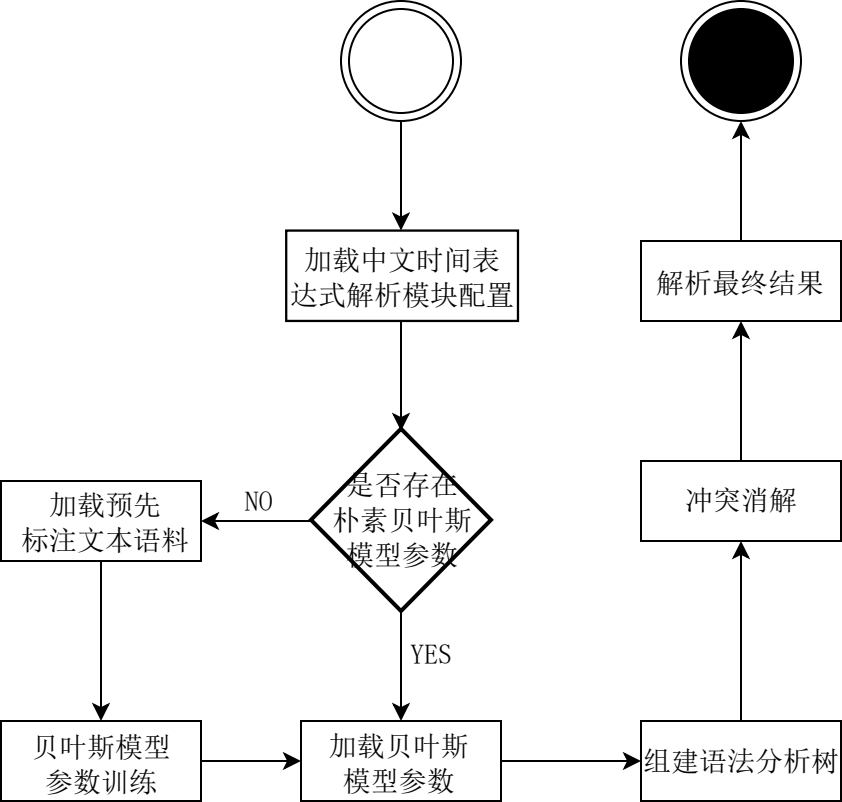 加载中文时间表
达式解析模块配置
解析最终结果
是否存在
朴素贝叶斯
模型参数
NO
加载预先
标注文本语料
冲突消解
YES
贝叶斯模型
参数训练
加载贝叶斯
模型参数
组建语法分析树